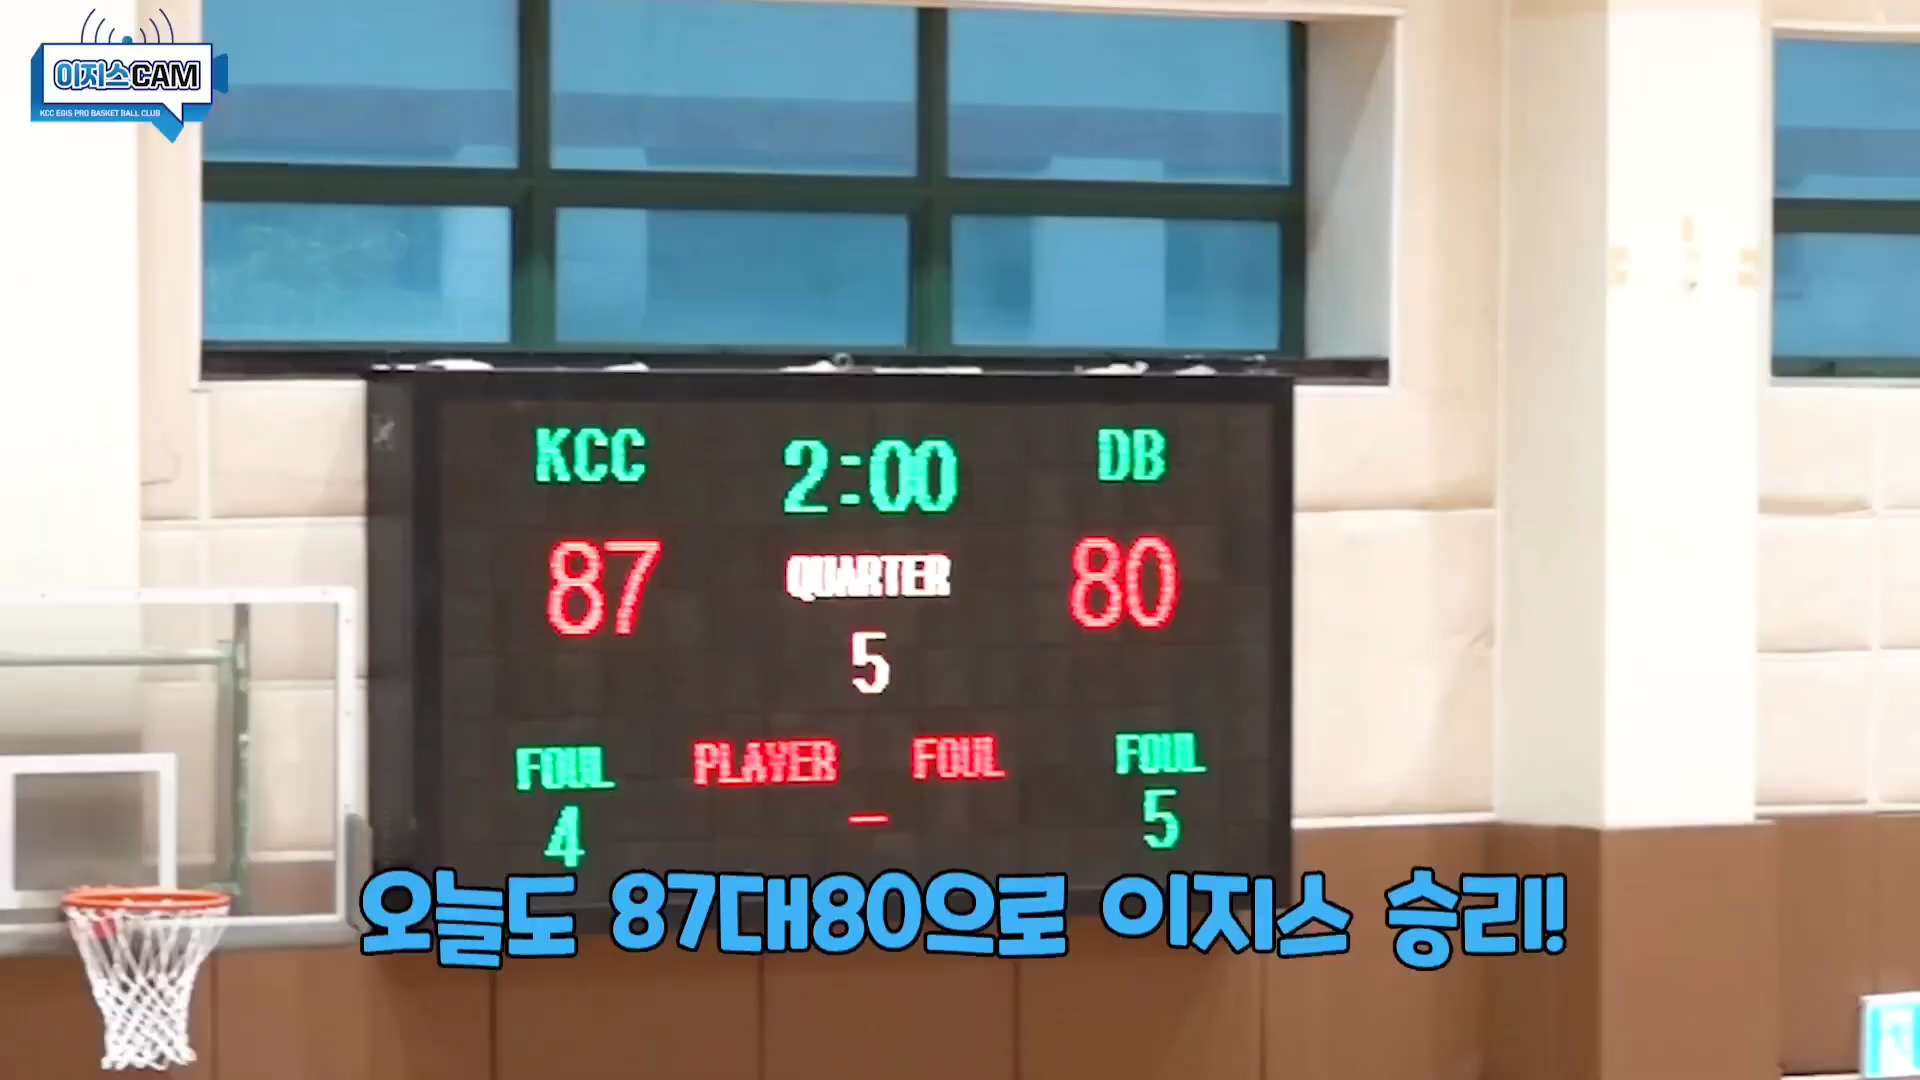 이지스CAM
KCC EGIS PRO BASKET BALL CLUB
KCC 2:00 DB
87 QUARTER 80
5
FOUL PLAYER FOUL FOUL
4 _ 5
오늘도 87대80으로 이지스 승리!